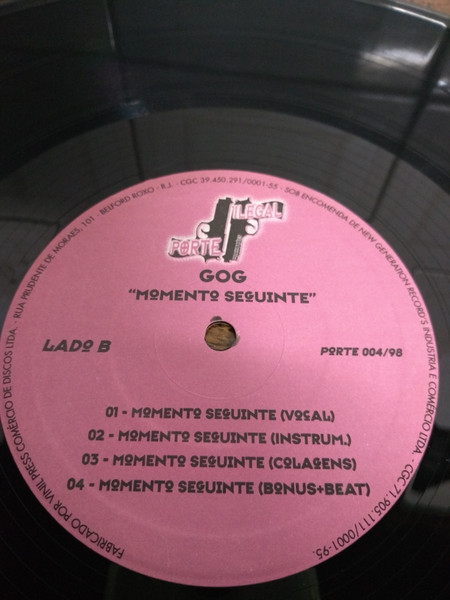 PORTE ILEGAL
GOG
"MOMENTO SEGUINTE"
LADO B
PORTE 004/98
01 - MOMENTO SEGUINTE (VOCAL)
02 - MOMENTO SEGUINTE (INSTRUM.)
03 - MOMENTO SEGUINTE (COLAGENS)
04 - MOMENTO SEGUINTE (BONUS+BEAT)
FABRICADO POR VINIL PRESS COMÉRCIO DE DISCOS LTDA. - RUA PRUDENTE DE MORAES, 101 - BELFORD ROXO - R.J. - CGC 39.450.291/0001-55 - SOB ENCOMENDA DE NEW GENERATION RECORD'S INDUSTRIA E COMERCIO LTDA. - CGC 71.905.111/0001-95.